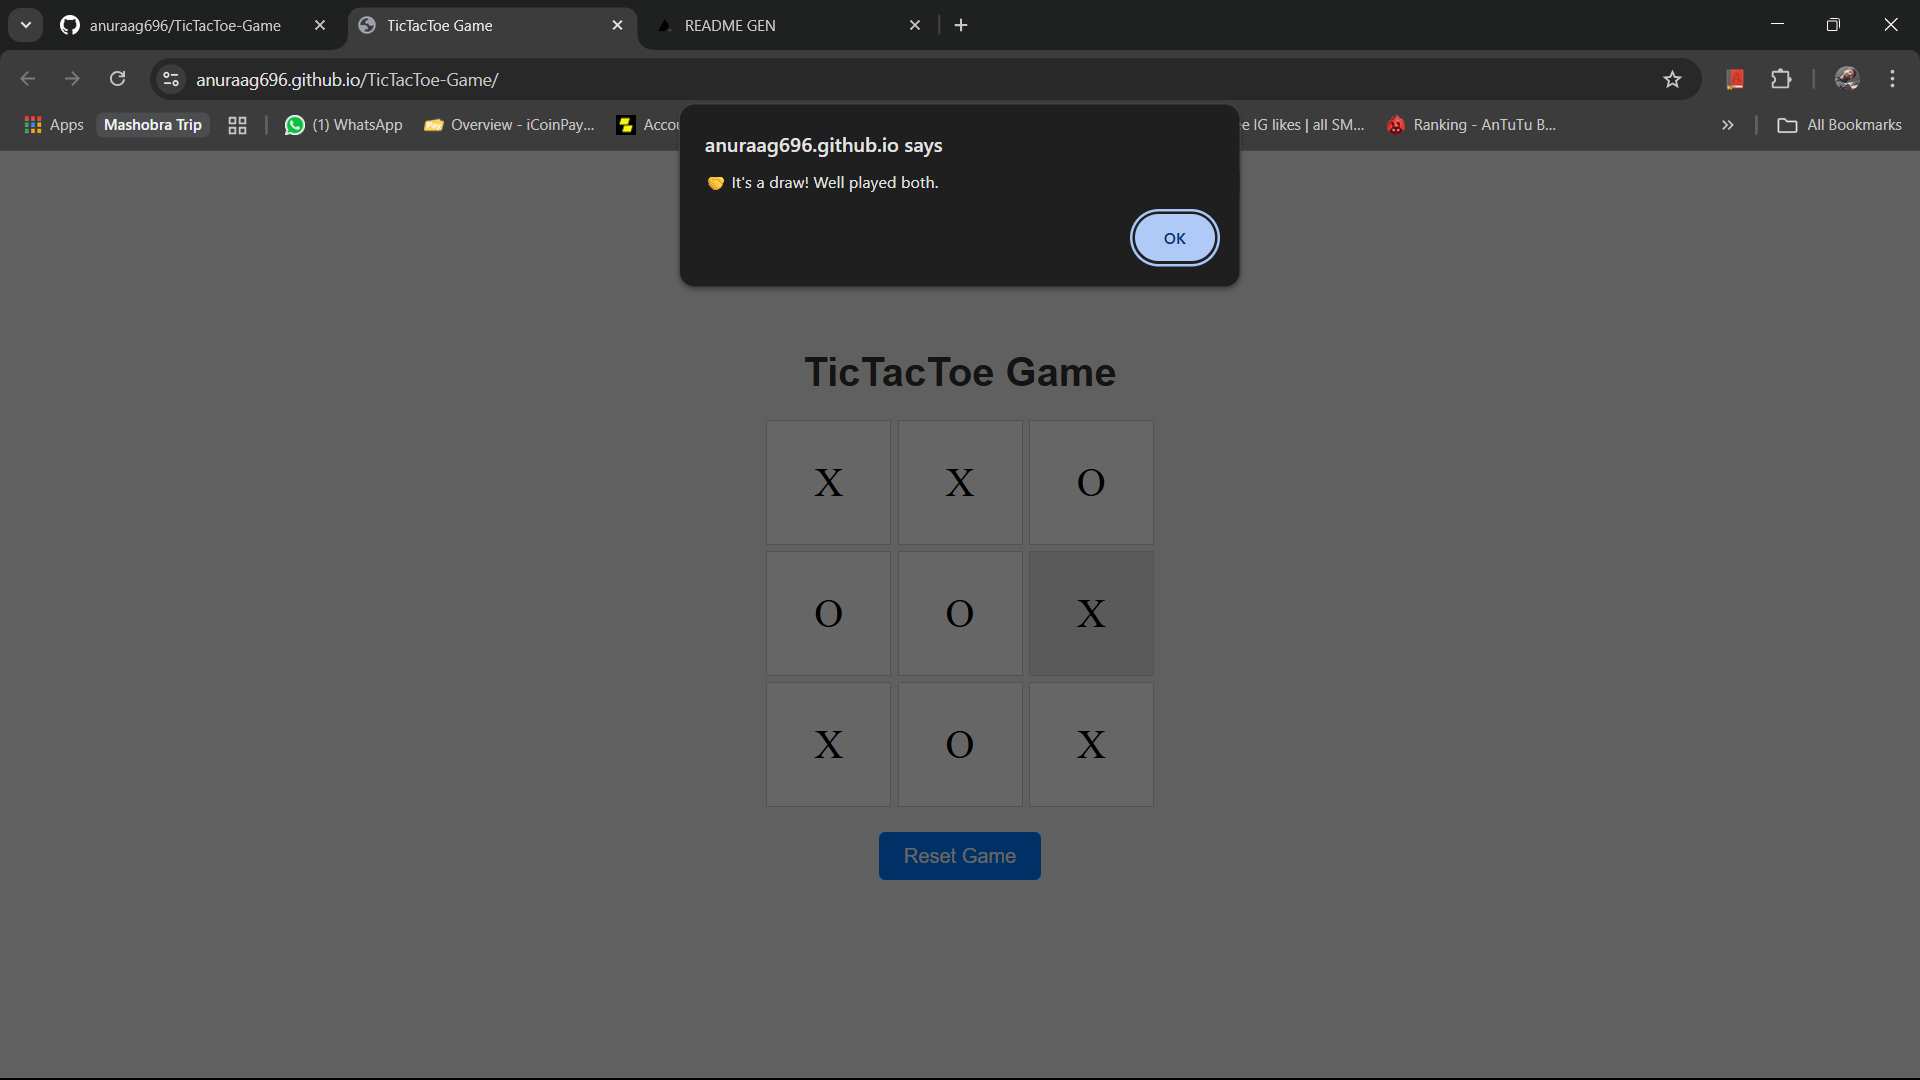 anuraag696/TicTacToe-Game
TicTacToe Game
README GEN
anuraag696.github.io/TicTacToe-Game/
Apps
Mashobra Trip
(1) WhatsApp
Overview - iCoinPay...
IG likes | all SM...
Ranking - AnTuTu B...
All Bookmarks
anuraag696.github.io says
🤝 It's a draw! Well played both.
OK
TicTacToe Game
X X O
O O X
X O X
Reset Game